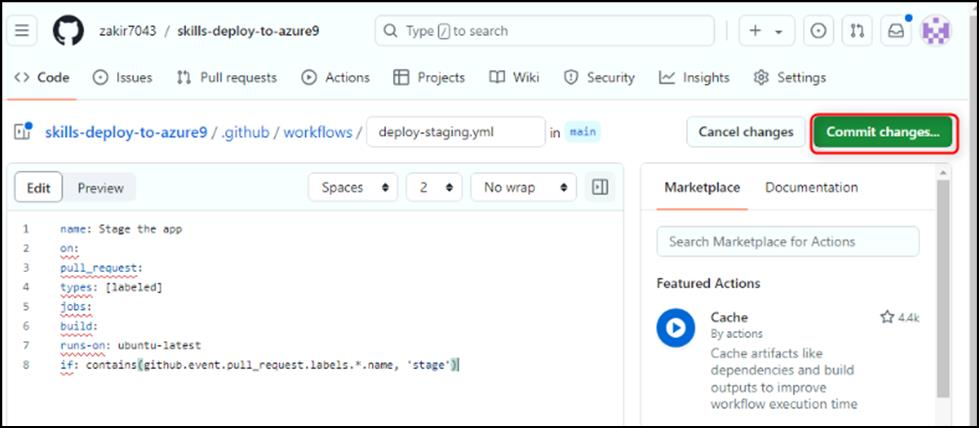 zakir7043 / skills-deploy-to-azure9
Type / to search
Code Issues Pull requests Actions Projects Wiki Security Insights Settings
skills-deploy-to-azure9 / .github / workflows / deploy-staging.yml in main
Cancel changes
Commit changes...
Edit Preview
Spaces 2 No wrap
1 name: Stage the app
2 on:
3 pull_request:
4 types: [labeled]
5 jobs:
6 build:
7 runs-on: ubuntu-latest
8 if: contains(github.event.pull_request.labels.*.name, 'stage')
Marketplace Documentation
Search Marketplace for Actions
Featured Actions
Cache 4.4k
By actions
Cache artifacts like
dependencies and build
outputs to improve
workflow execution time